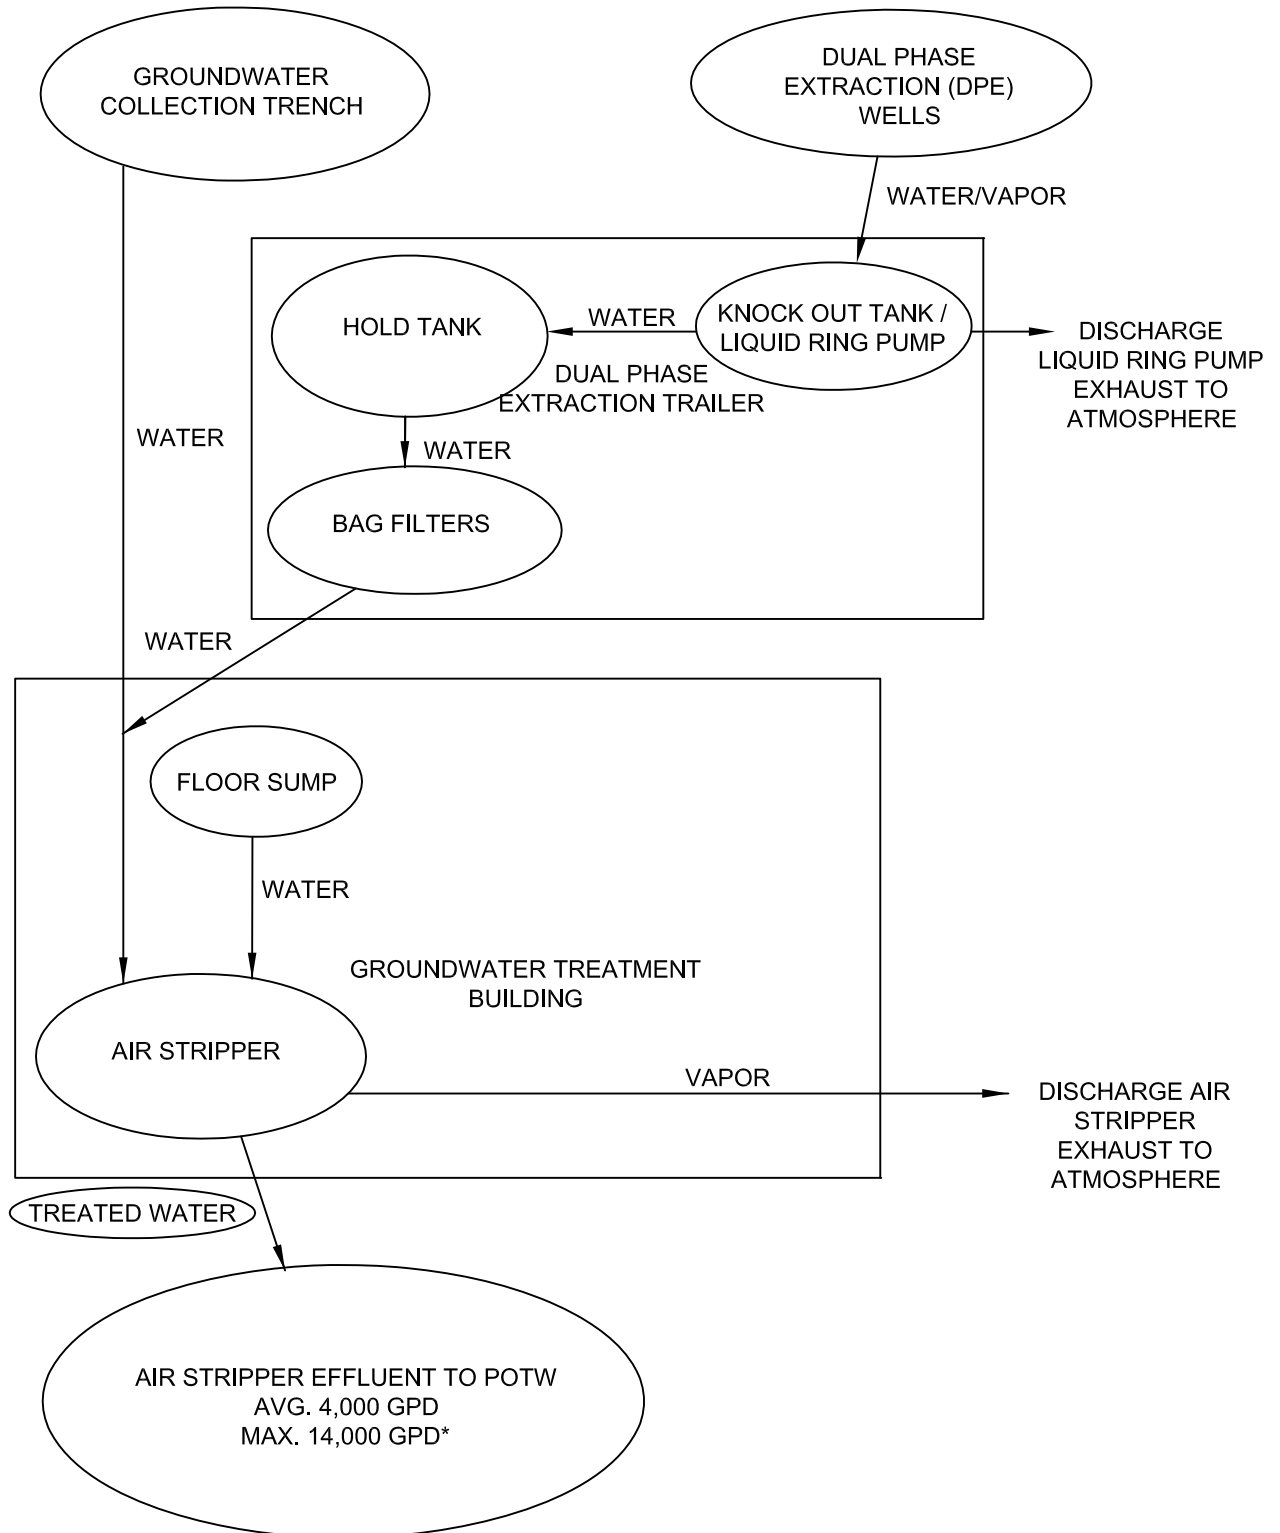 GROUNDWATER
COLLECTION TRENCH
DUAL PHASE
EXTRACTION (DPE)
WELLS
WATER/VAPOR
HOLD TANK
WATER
KNOCK OUT TANK /
LIQUID RING PUMP
DISCHARGE
LIQUID RING PUMP
EXHAUST TO
ATMOSPHERE
DUAL PHASE
EXTRACTION TRAILER
WATER
WATER
BAG FILTERS
WATER
FLOOR SUMP
WATER
GROUNDWATER TREATMENT
BUILDING
AIR STRIPPER
VAPOR
DISCHARGE AIR
STRIPPER
EXHAUST TO
ATMOSPHERE
TREATED WATER
AIR STRIPPER EFFLUENT TO POTW
AVG. 4,000 GPD
MAX. 14,000 GPD*